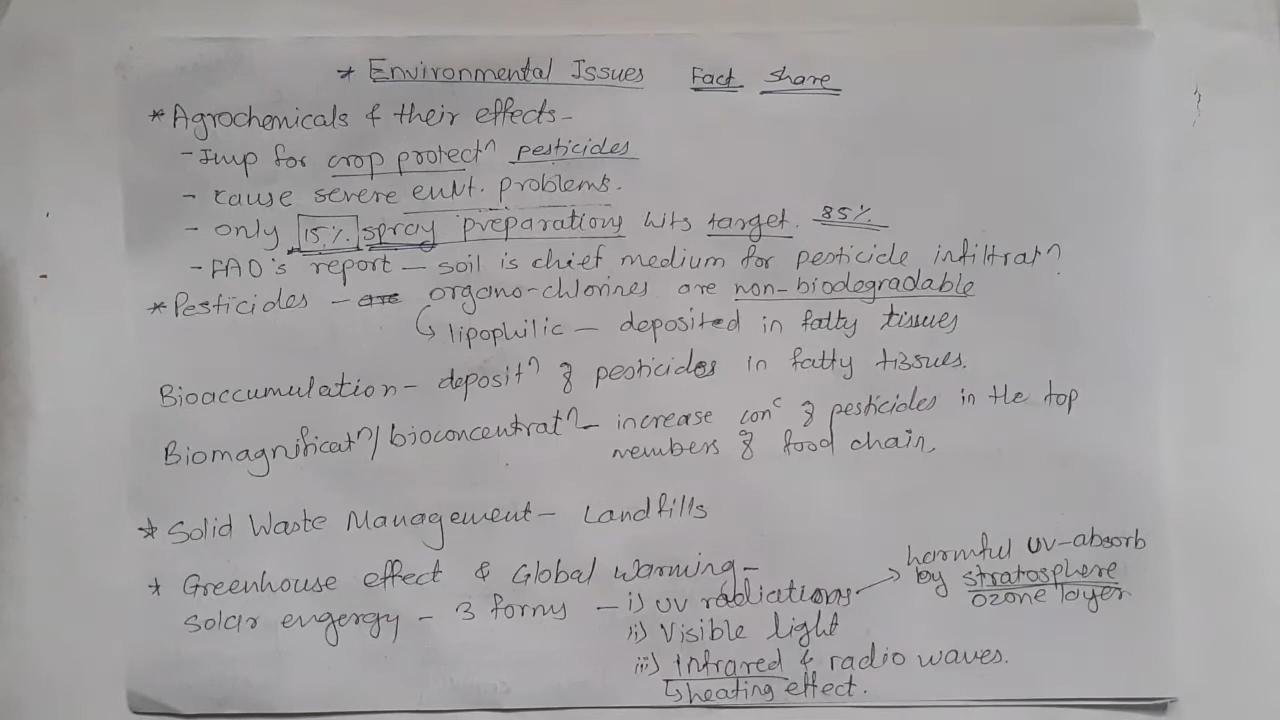 * Environmental Issues Fact Share
* Agrochemicals & their effects-
- Imp for crop protectⁿ pesticides
- cause severe envt. problems.
- only 15% spray preparations hits target. 85%
- FAO's report - soil is chief medium for pesticide infiltratⁿ
* Pesticides - are organo-chlorines are non-biodegradable
↳ lipophilic - deposited in fatty tissues
Bioaccumulation - depositⁿ of pesticides in fatty tissues.
Biomagnificatⁿ/bioconcentratⁿ - increase conᶜ of pesticides in the top
members of food chain.
* Solid Waste Management - Landfills
* Greenhouse effect & Global Warming -
solar engergy - 3 forms - i) UV radiations → harmful UV-absorb
by stratosphere
ozone layer
ii) Visible light
iii) Infrared & radio waves.
↳ heating effect.